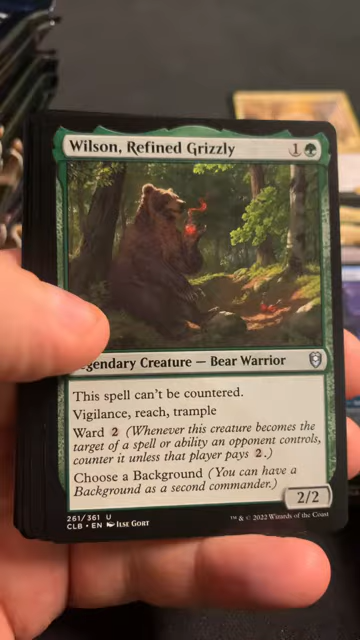 Wilson, Refined Grizzly 1
egendary Creature — Bear Warrior
This spell can't be countered.
Vigilance, reach, trample
Ward 2 (Whenever this creature becomes the
target of a spell or ability an opponent controls,
counter it unless that player pays 2.)
Choose a Background (You can have a
Background as a second commander.)
2/2
261/361 U
CLB • EN Ilse Gort
™ & © 2022 Wizards of the Coast